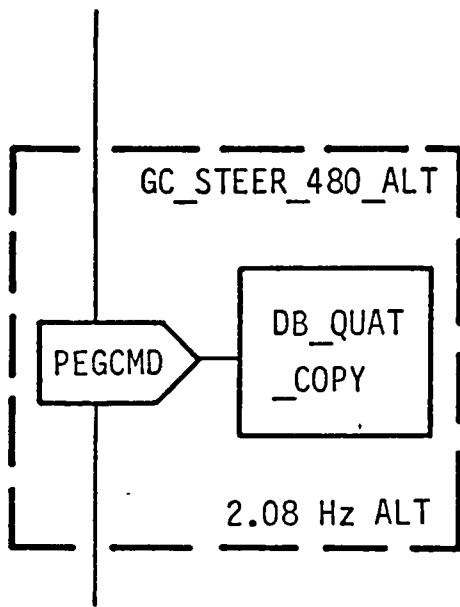 GC_STEER_480_ALT
DB_QUAT
PEGCMD
_COPY
2.08 Hz ALT